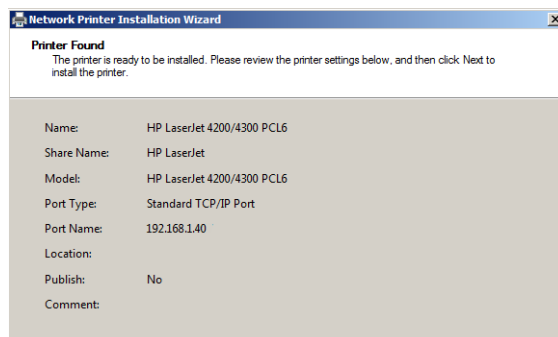 Network Printer Installation Wizard
Printer Found
The printer is ready to be installed. Please review the printer settings below, and then click Next to
install the printer.
Name: HP LaserJet 4200/4300 PCL6
Share Name: HP LaserJet
Model: HP LaserJet 4200/4300 PCL6
Port Type: Standard TCP/IP Port
Port Name: 192.168.1.40
Location:
Publish: No
Comment: